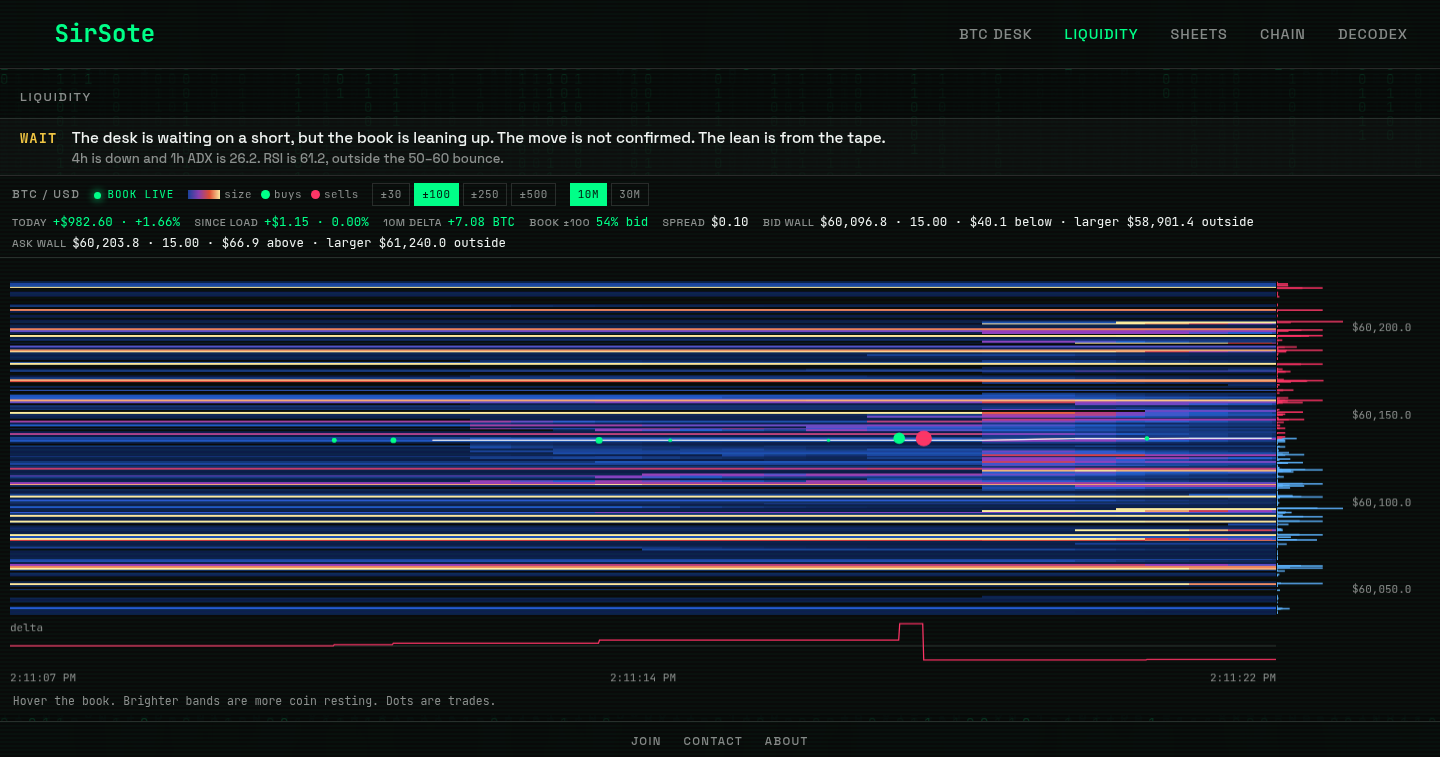 SirSote
BTC DESK LIQUIDITY SHEETS CHAIN DECODEX
LIQUIDITY
WAIT The desk is waiting on a short, but the book is leaning up. The move is not confirmed. The lean is from the tape.
4h is down and 1h ADX is 26.2. RSI is 61.2, outside the 50–60 bounce.
BTC / USD BOOK LIVE size buys sells ±30 ±100 ±250 ±500 10M 30M
TODAY +$982.60 · +1.66% SINCE LOAD +$1.15 · 0.00% 10M DELTA +7.08 BTC BOOK ±100 54% bid SPREAD $0.10 BID WALL $60,096.8 · 15.00 · $40.1 below · larger $58,901.4 outside
ASK WALL $60,203.8 · 15.00 · $66.9 above · larger $61,240.0 outside
$60,200.0
$60,150.0
$60,100.0
$60,050.0
delta
2:11:07 PM 2:11:14 PM 2:11:22 PM
Hover the book. Brighter bands are more coin resting. Dots are trades.
JOIN CONTACT ABOUT